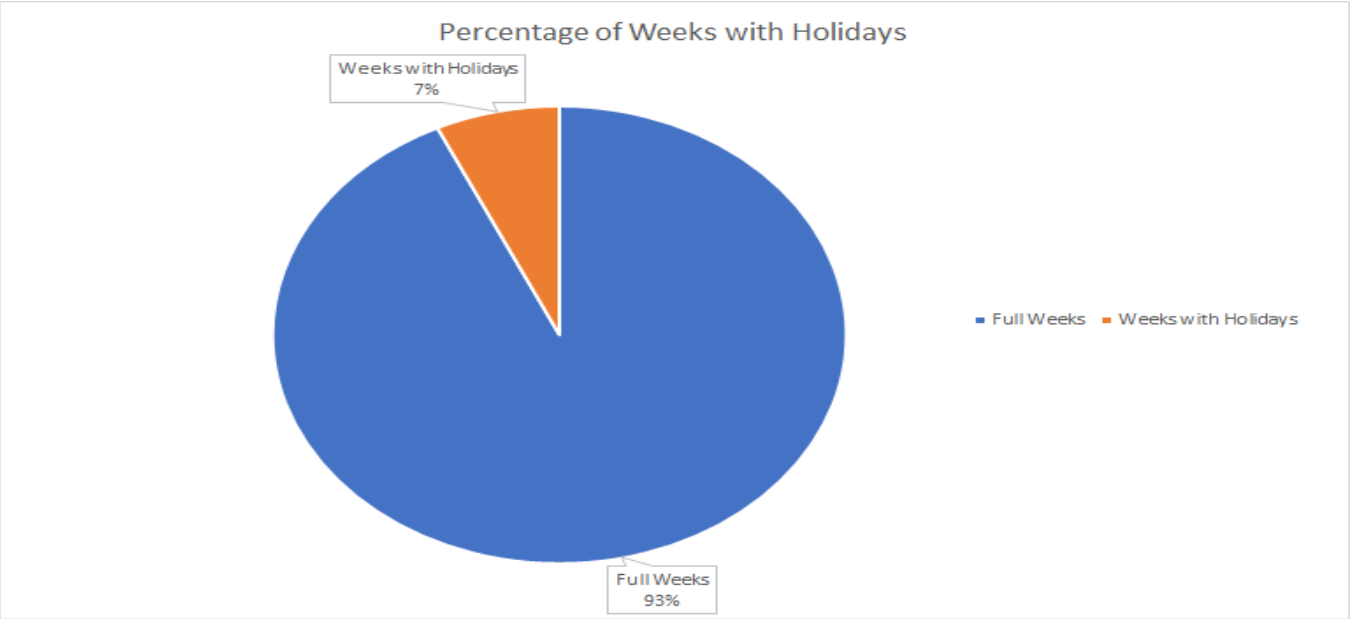 Percentage of Weeks with Holidays
Weeks with Holidays
7%
Full Weeks Weeks with Holidays
Full Weeks
93%